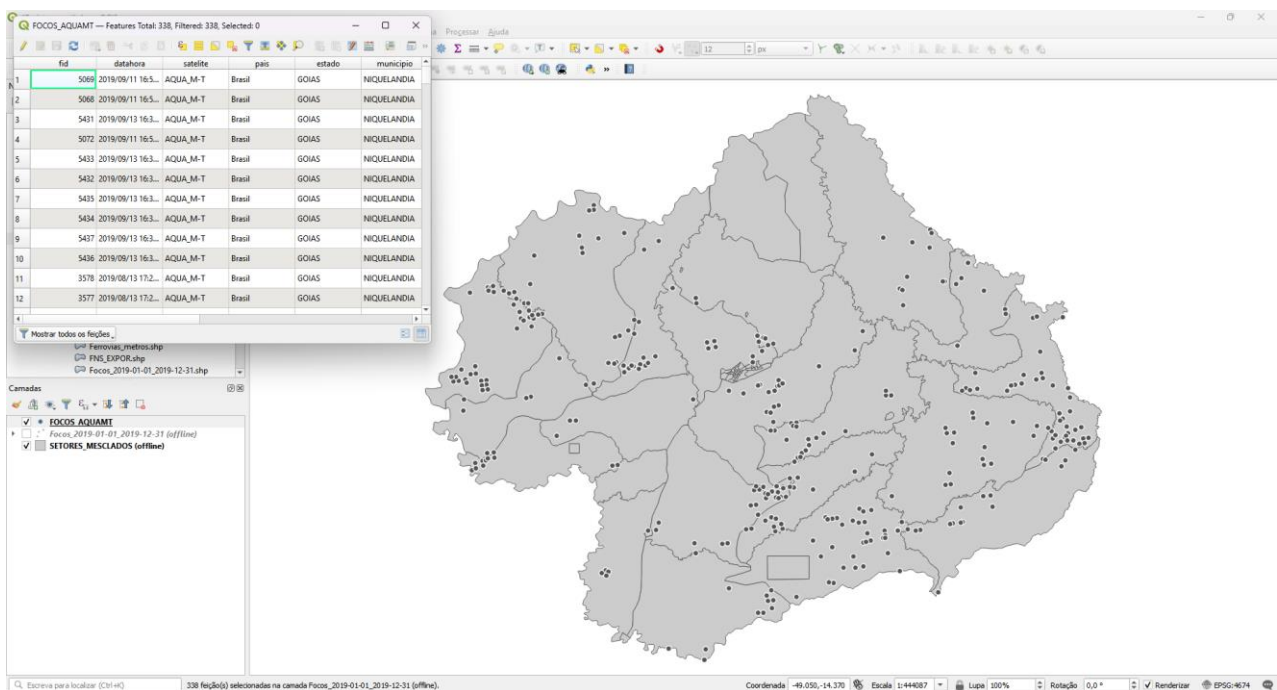 FOCOS_AQUAMT — Features Total: 338, Filtered: 338, Selected: 0
Processar Ajuda
12 px
fid datahora satelite pais estado municipio
1 5069 2019/09/11 16:5... AQUA_M-T Brasil GOIAS NIQUELANDIA
2 5068 2019/09/11 16:5... AQUA_M-T Brasil GOIAS NIQUELANDIA
3 5431 2019/09/13 16:3... AQUA_M-T Brasil GOIAS NIQUELANDIA
4 5072 2019/09/11 16:5... AQUA_M-T Brasil GOIAS NIQUELANDIA
5 5433 2019/09/13 16:3... AQUA_M-T Brasil GOIAS NIQUELANDIA
6 5432 2019/09/13 16:3... AQUA_M-T Brasil GOIAS NIQUELANDIA
7 5435 2019/09/13 16:3... AQUA_M-T Brasil GOIAS NIQUELANDIA
8 5434 2019/09/13 16:3... AQUA_M-T Brasil GOIAS NIQUELANDIA
9 5437 2019/09/13 16:3... AQUA_M-T Brasil GOIAS NIQUELANDIA
10 5436 2019/09/13 16:3... AQUA_M-T Brasil GOIAS NIQUELANDIA
11 3578 2019/08/13 17:2... AQUA_M-T Brasil GOIAS NIQUELANDIA
12 3577 2019/08/13 17:2... AQUA_M-T Brasil GOIAS NIQUELANDIA
Mostrar todos os feições
Ferrovias_metros.shp
FNS_EXPOR.shp
Focos_2019-01-01_2019-12-31.shp
Camadas
FOCOS_AQUAMT
Focos_2019-01-01_2019-12-31 (offline)
SETORES_MESCLADOS (offline)
Escreva para localizar (Ctrl+K) 338 feição(s) selecionadas na camada Focos_2019-01-01_2019-12-31 (offline). Coordenada -49.050,-14.370 Escala 1:444087 Lupa 100% Rotação 0,0 ° Renderizar EPSG:4674